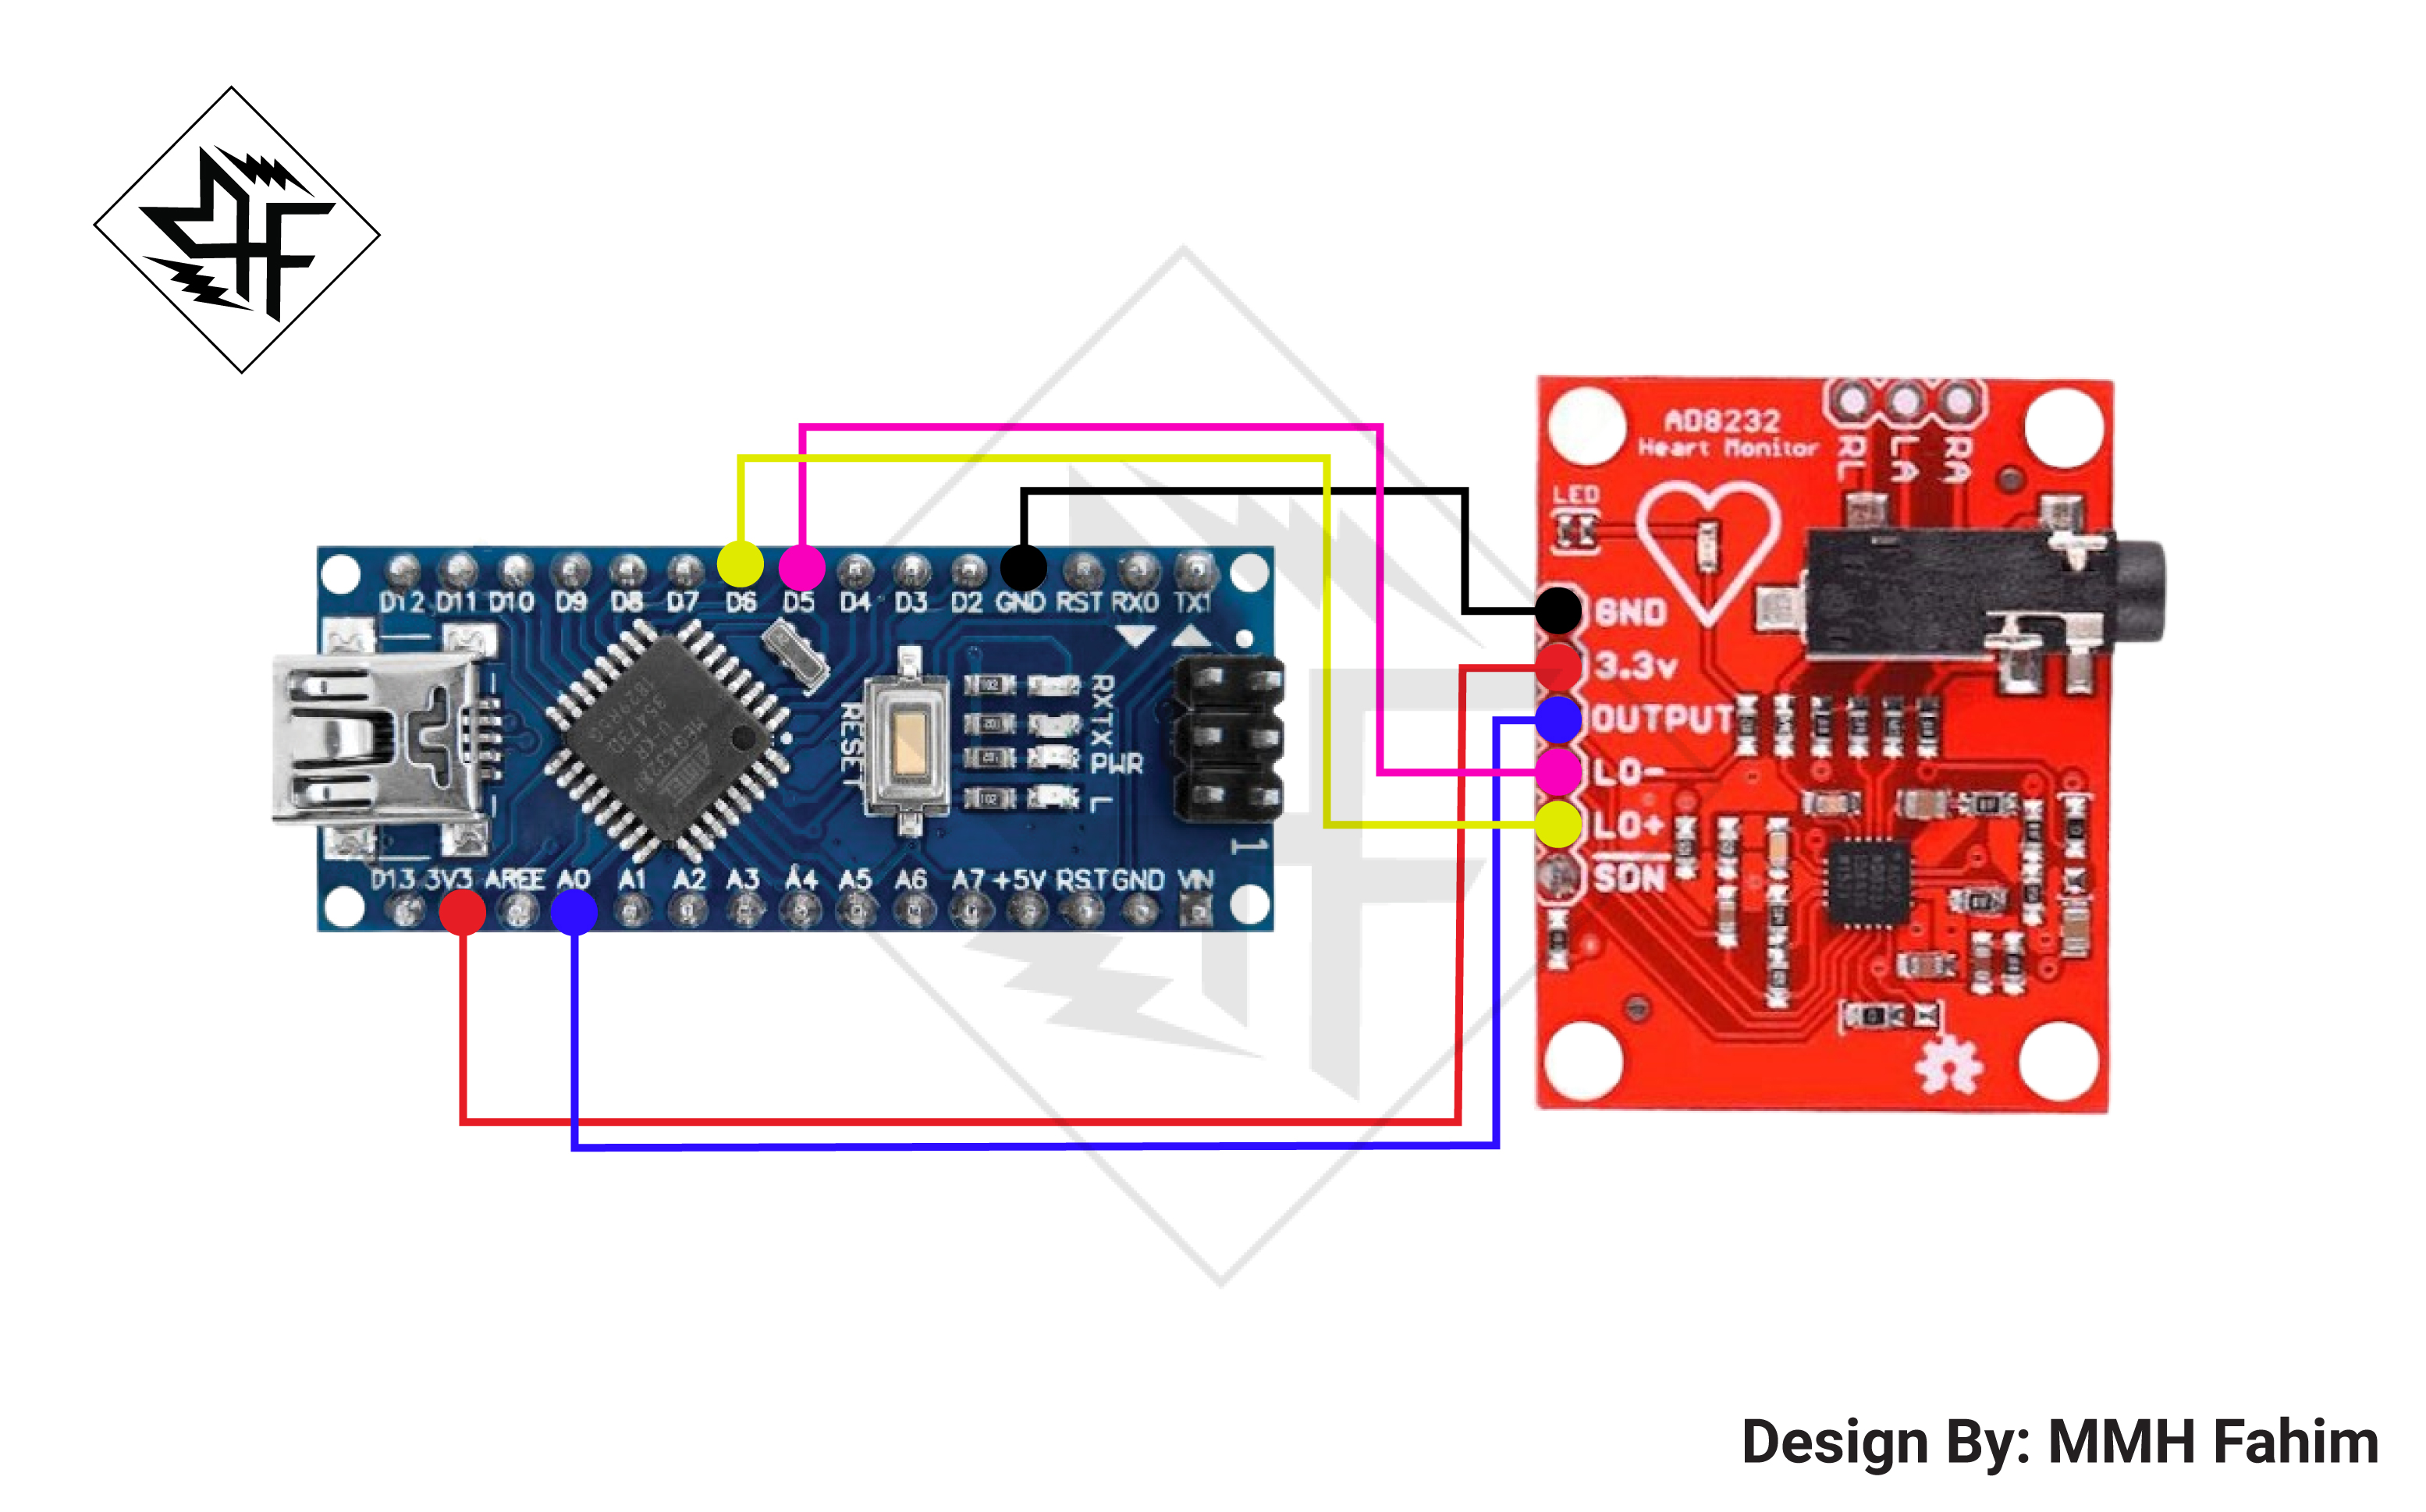 AD8232
Heart Monitor
RL LA RA
LED
D12 D11 D10 D9 D8 D7 D6 D5 D4 D3 D2 GND RST RX0 TX1
GND
3.3v
OUTPUT
LO-
LO+
SDN
RESET
RX
TX
PWR
L
1
D13 3V3 AREF A0 A1 A2 A3 A4 A5 A6 A7 +5V RST GND VIN
Design By: MMH Fahim